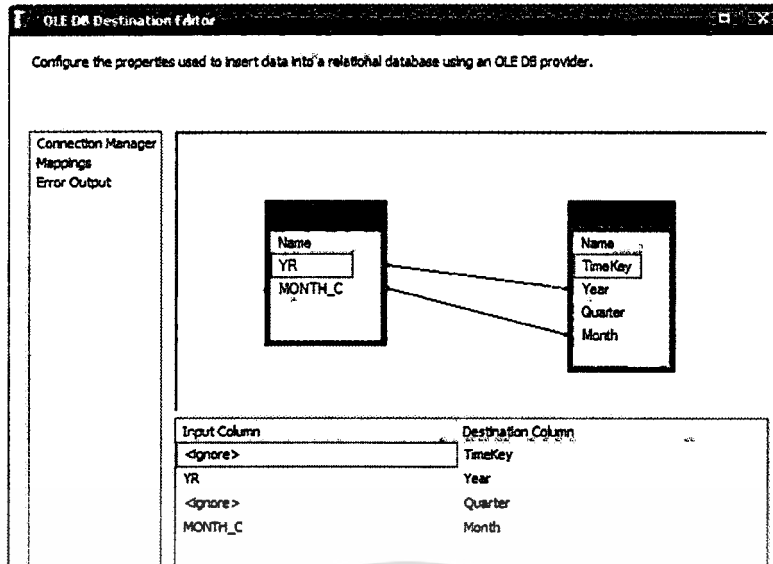 OLE DB Destination Editor
Configure the properties used to insert data into a relational database using an OLE DB provider.
Connection Manager
Mappings
Error Output
Name
YR
MONTH_C
Name
TimeKey
Year
Quarter
Month
Input Column Destination Column
<ignore> TimeKey
YR Year
<ignore> Quarter
MONTH_C Month